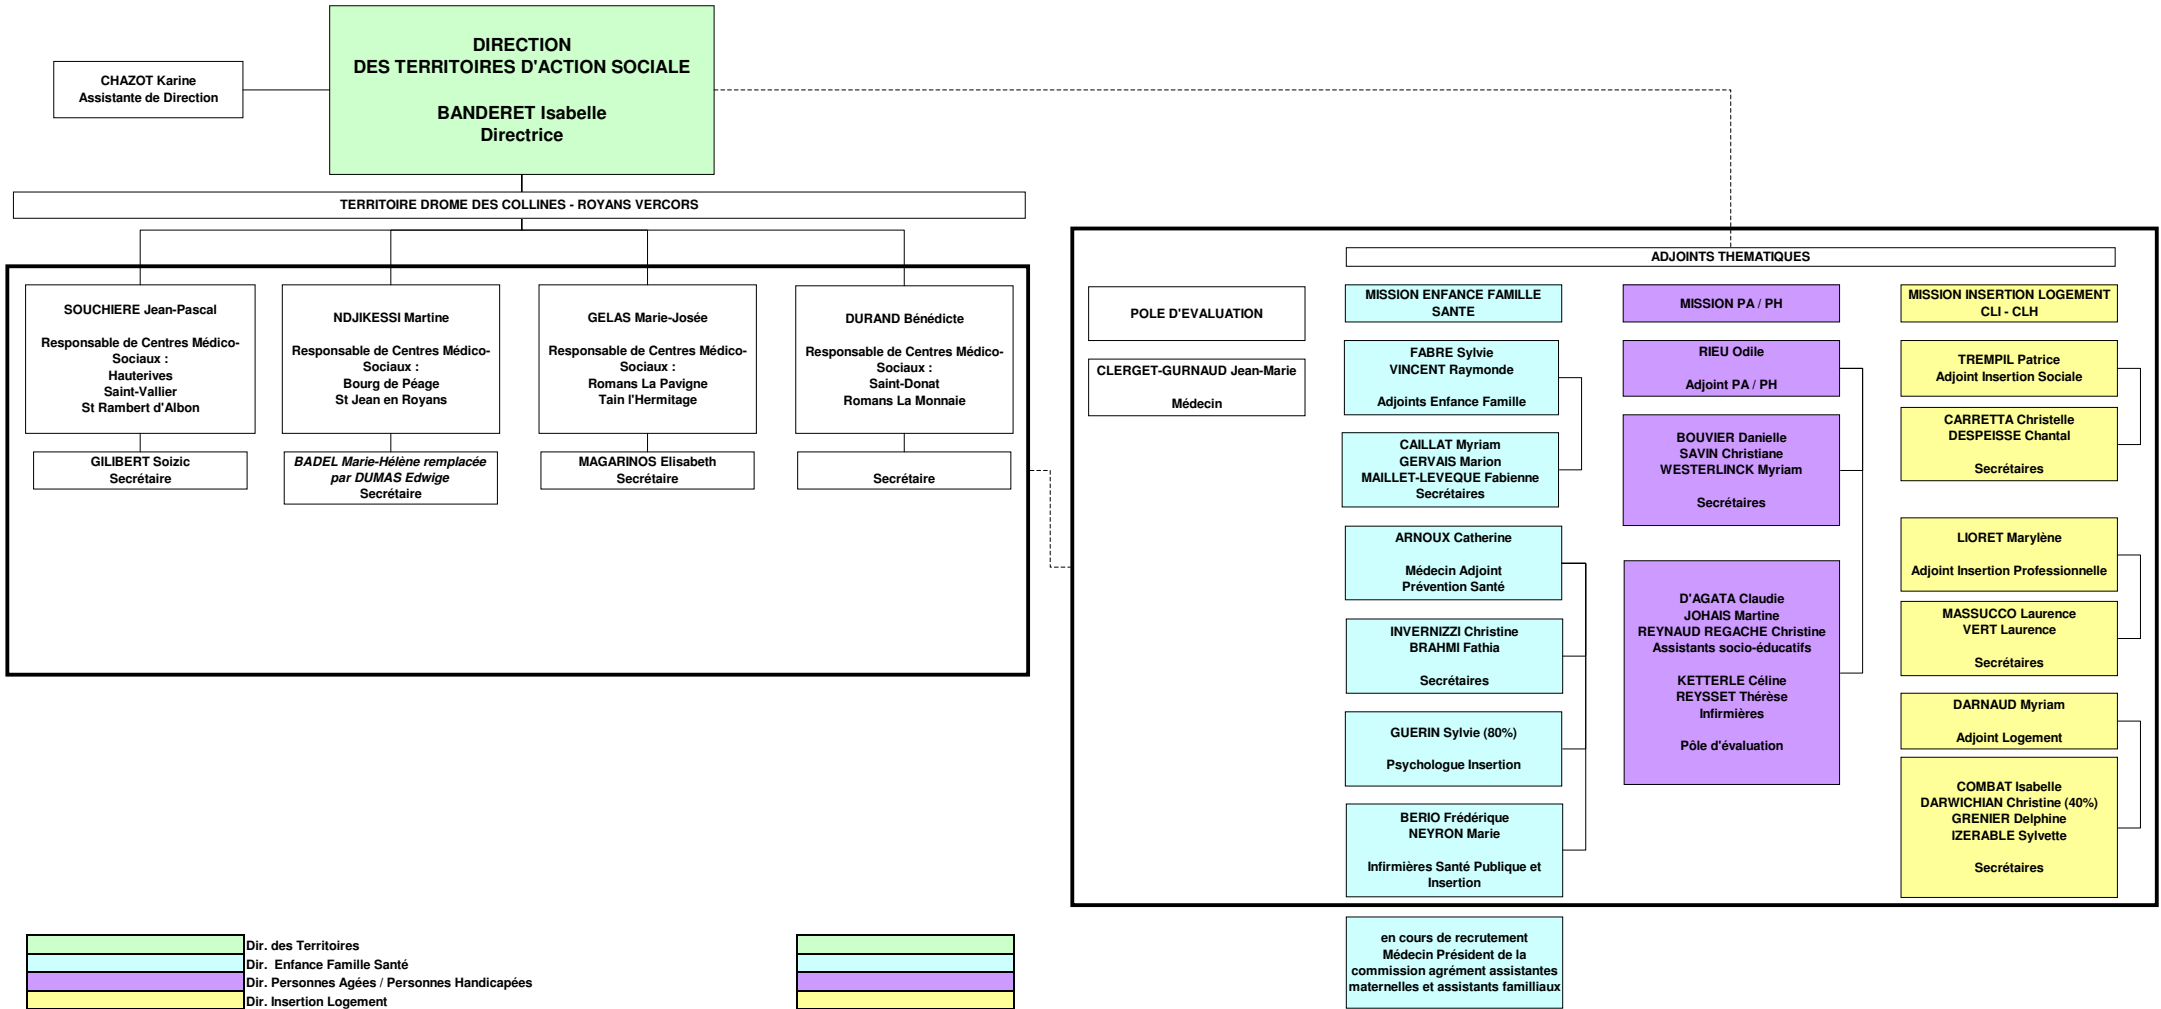 DIRECTION
DES TERRITOIRES D'ACTION SOCIALE
BANDERET Isabelle
Directrice
CHAZOT Karine
Assistante de Direction
TERRITOIRE DROME DES COLLINES - ROYANS VERCORS
SOUCHIERE Jean-Pascal
Responsable de Centres Médico-
Sociaux :
Hauterives
Saint-Vallier
St Rambert d'Albon
GILIBERT Soizic
Secrétaire
NDJIKESSI Martine
Responsable de Centres Médico-
Sociaux :
Bourg de Péage
St Jean en Royans
BADEL Marie-Hélène remplacée
par DUMAS Edwige
Secrétaire
GELAS Marie-Josée
Responsable de Centres Médico-
Sociaux :
Romans La Pavigne
Tain l'Hermitage
MAGARINOS Elisabeth
Secrétaire
DURAND Bénédicte
Responsable de Centres Médico-
Sociaux :
Saint-Donat
Romans La Monnaie
Secrétaire
ADJOINTS THEMATIQUES
POLE D'EVALUATION
CLERGET-GURNAUD Jean-Marie
Médecin
MISSION ENFANCE FAMILLE
SANTE
FABRE Sylvie
VINCENT Raymonde
Adjoints Enfance Famille
CAILLAT Myriam
GERVAIS Marion
MAILLET-LEVEQUE Fabienne
Secrétaires
ARNOUX Catherine
Médecin Adjoint
Prévention Santé
INVERNIZZI Christine
BRAHMI Fathia
Secrétaires
GUERIN Sylvie (80%)
Psychologue Insertion
BERIO Frédérique
NEYRON Marie
Infirmières Santé Publique et
Insertion
en cours de recrutement
Médecin Président de la
commission agrément assistantes
maternelles et assistants familliaux
MISSION PA / PH
RIEU Odile
Adjoint PA / PH
BOUVIER Danielle
SAVIN Christiane
WESTERLINCK Myriam
Secrétaires
D'AGATA Claudie
JOHAIS Martine
REYNAUD REGACHE Christine
Assistants socio-éducatifs
KETTERLE Céline
REYSSET Thérèse
Infirmières
Pôle d'évaluation
MISSION INSERTION LOGEMENT
CLI - CLH
TREMPIL Patrice
Adjoint Insertion Sociale
CARRETTA Christelle
DESPEISSE Chantal
Secrétaires
LIORET Marylène
Adjoint Insertion Professionnelle
MASSUCCO Laurence
VERT Laurence
Secrétaires
DARNAUD Myriam
Adjoint Logement
COMBAT Isabelle
DARWICHIAN Christine (40%)
GRENIER Delphine
IZERABLE Sylvette
Secrétaires
Dir. des Territoires
Dir. Enfance Famille Santé
Dir. Personnes Agées / Personnes Handicapées
Dir. Insertion Logement